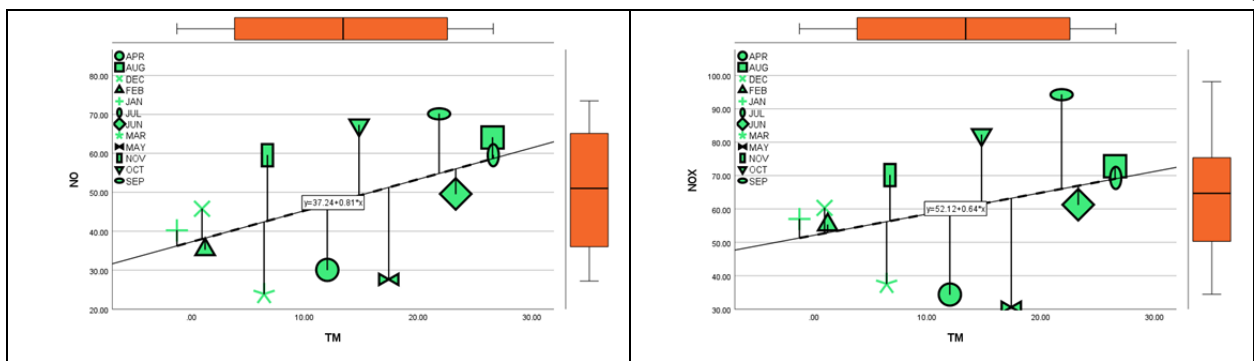 APR
AUG
DEC
FEB
JAN
JUL
JUN
MAR
MAY
NOV
OCT
SEP
80.00
70.00
60.00
50.00
40.00
30.00
20.00
NO
y=37.24+0.81*x
.00
10.00
20.00
30.00
TM
APR
AUG
DEC
FEB
JAN
JUL
JUN
MAR
MAY
NOV
OCT
SEP
100.00
90.00
80.00
70.00
60.00
50.00
40.00
30.00
NOX
y=52.12+0.64*x
.00
10.00
20.00
30.00
TM